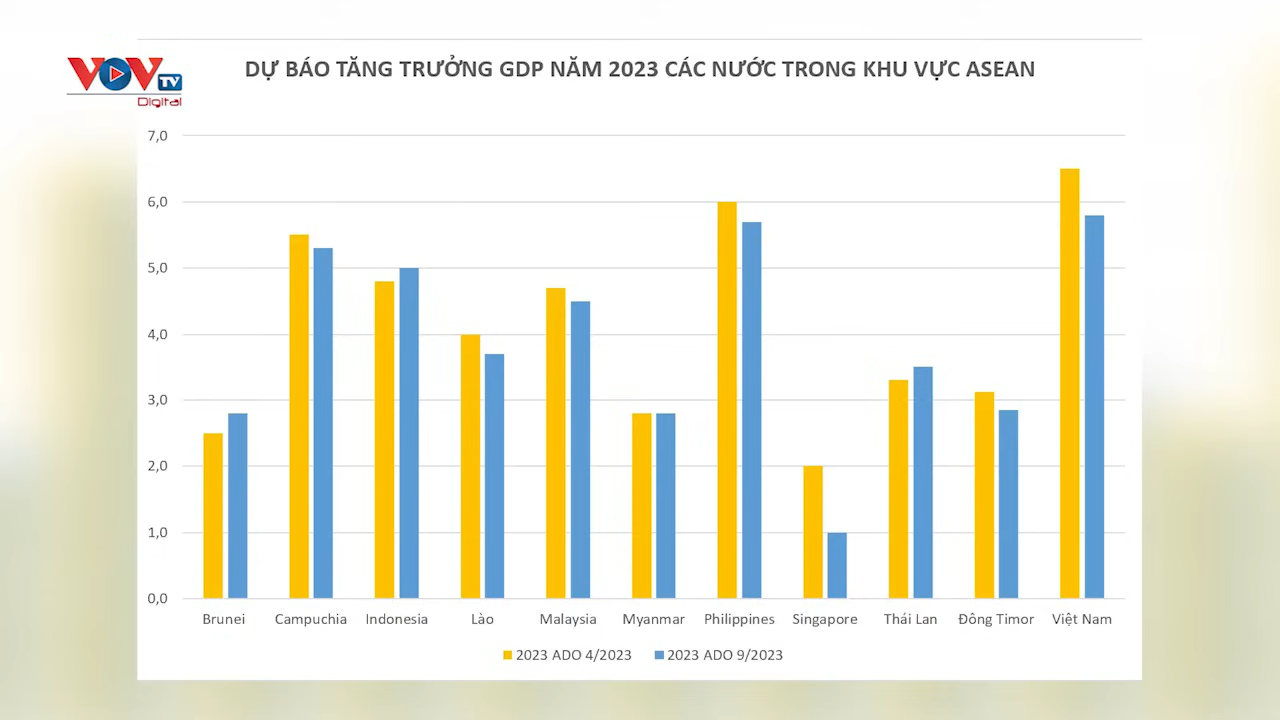 VOV TV
Digital
DỰ BÁO TĂNG TRƯỞNG GDP NĂM 2023 CÁC NƯỚC TRONG KHU VỰC ASEAN
7,0
6,0
5,0
4,0
3,0
2,0
1,0
0,0
Brunei Campuchia Indonesia Lào Malaysia Myanmar Philippines Singapore Thái Lan Đông Timor Việt Nam
2023 ADO 4/2023 2023 ADO 9/2023